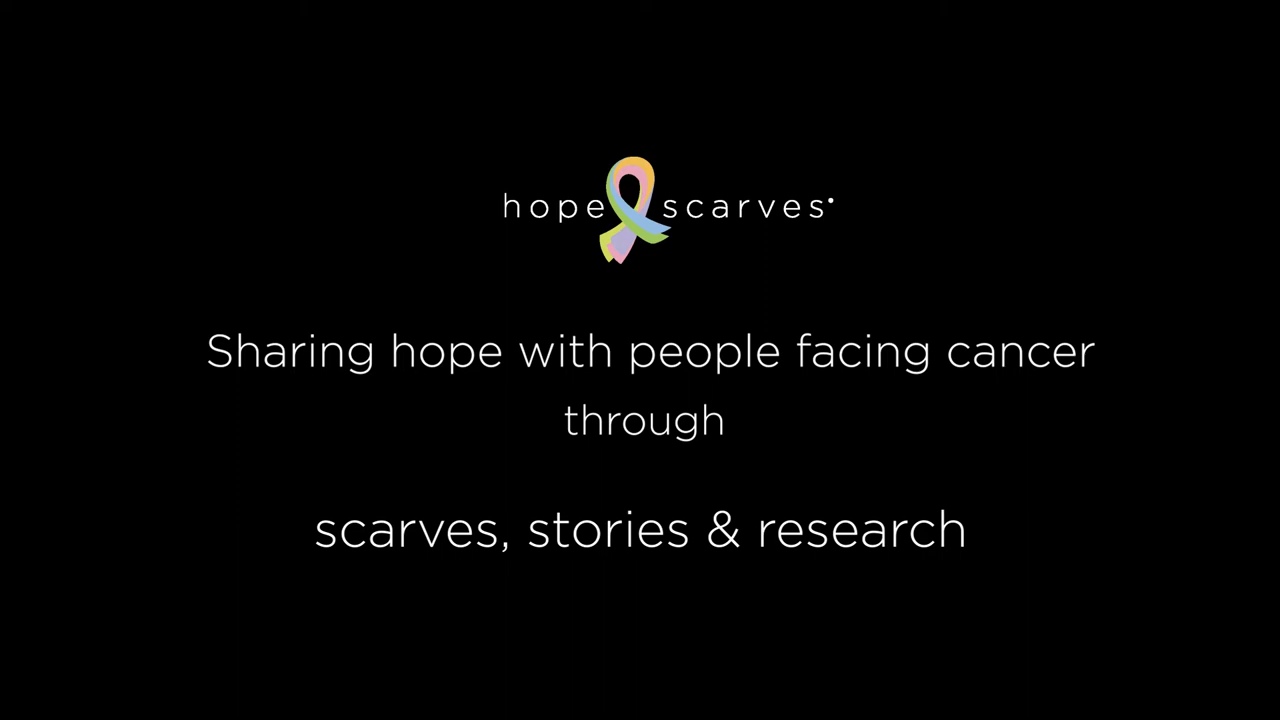 hope scarves
Sharing hope with people facing cancer
through
scarves, stories & research